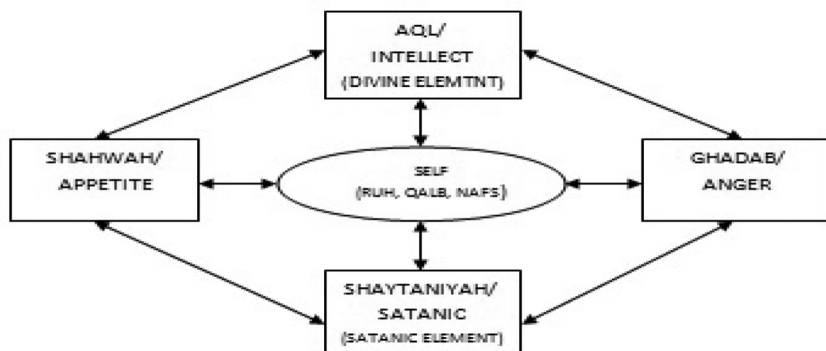 AQL/
INTELLECT
(DIVINE ELEMTNT)
SHAHWAH/
APPETITE
SELF
(RUH, QALB, NAFS)
GHADAB/
ANGER
SHAYTANIYAH/
SATANIC
(SATANIC ELEMENT)